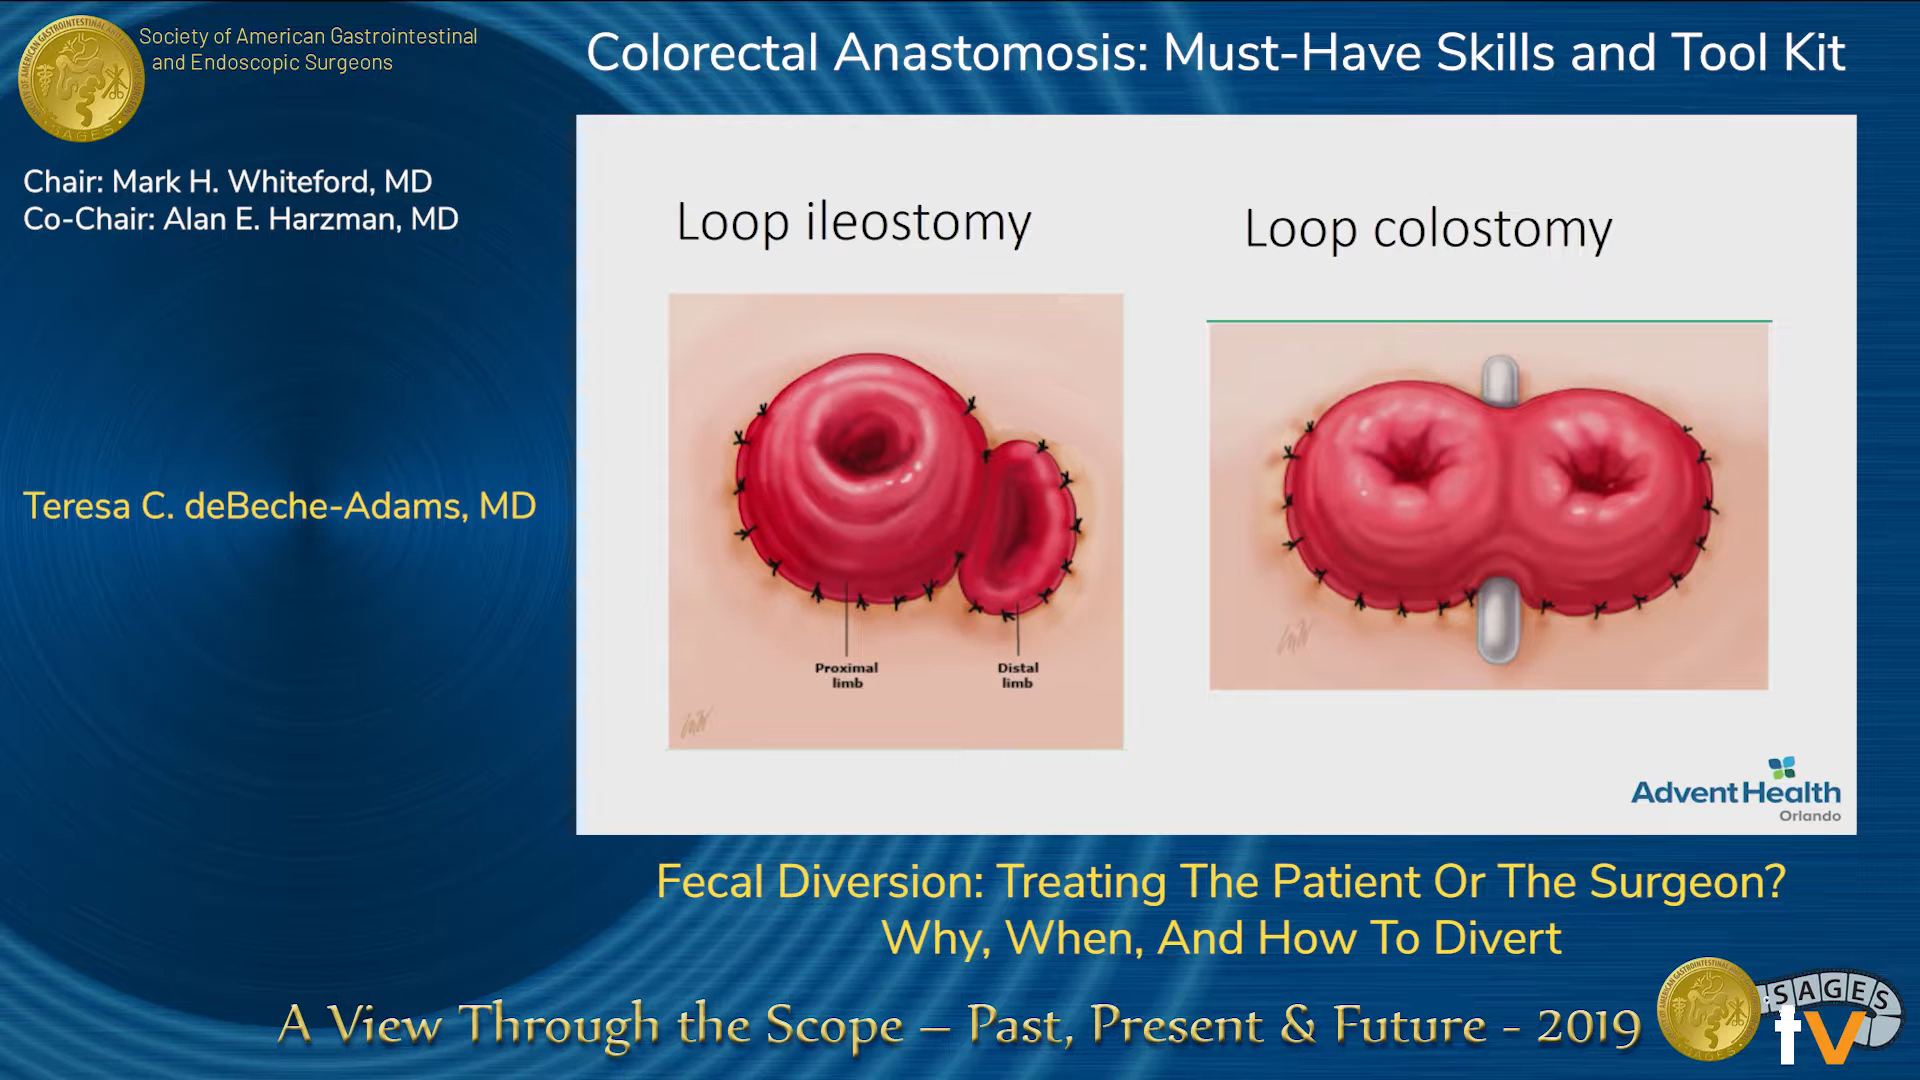 Society of American Gastrointestinal
and Endoscopic Surgeons
Colorectal Anastomosis: Must-Have Skills and Tool Kit
Chair: Mark H. Whiteford, MD
Co-Chair: Alan E. Harzman, MD
Teresa C. deBeche-Adams, MD
Loop ileostomy
Loop colostomy
Proximal
limb
Distal
limb
AdventHealth
Orlando
Fecal Diversion: Treating The Patient Or The Surgeon?
Why, When, And How To Divert
A View Through the Scope – Past, Present & Future - 2019
SAGES
tv